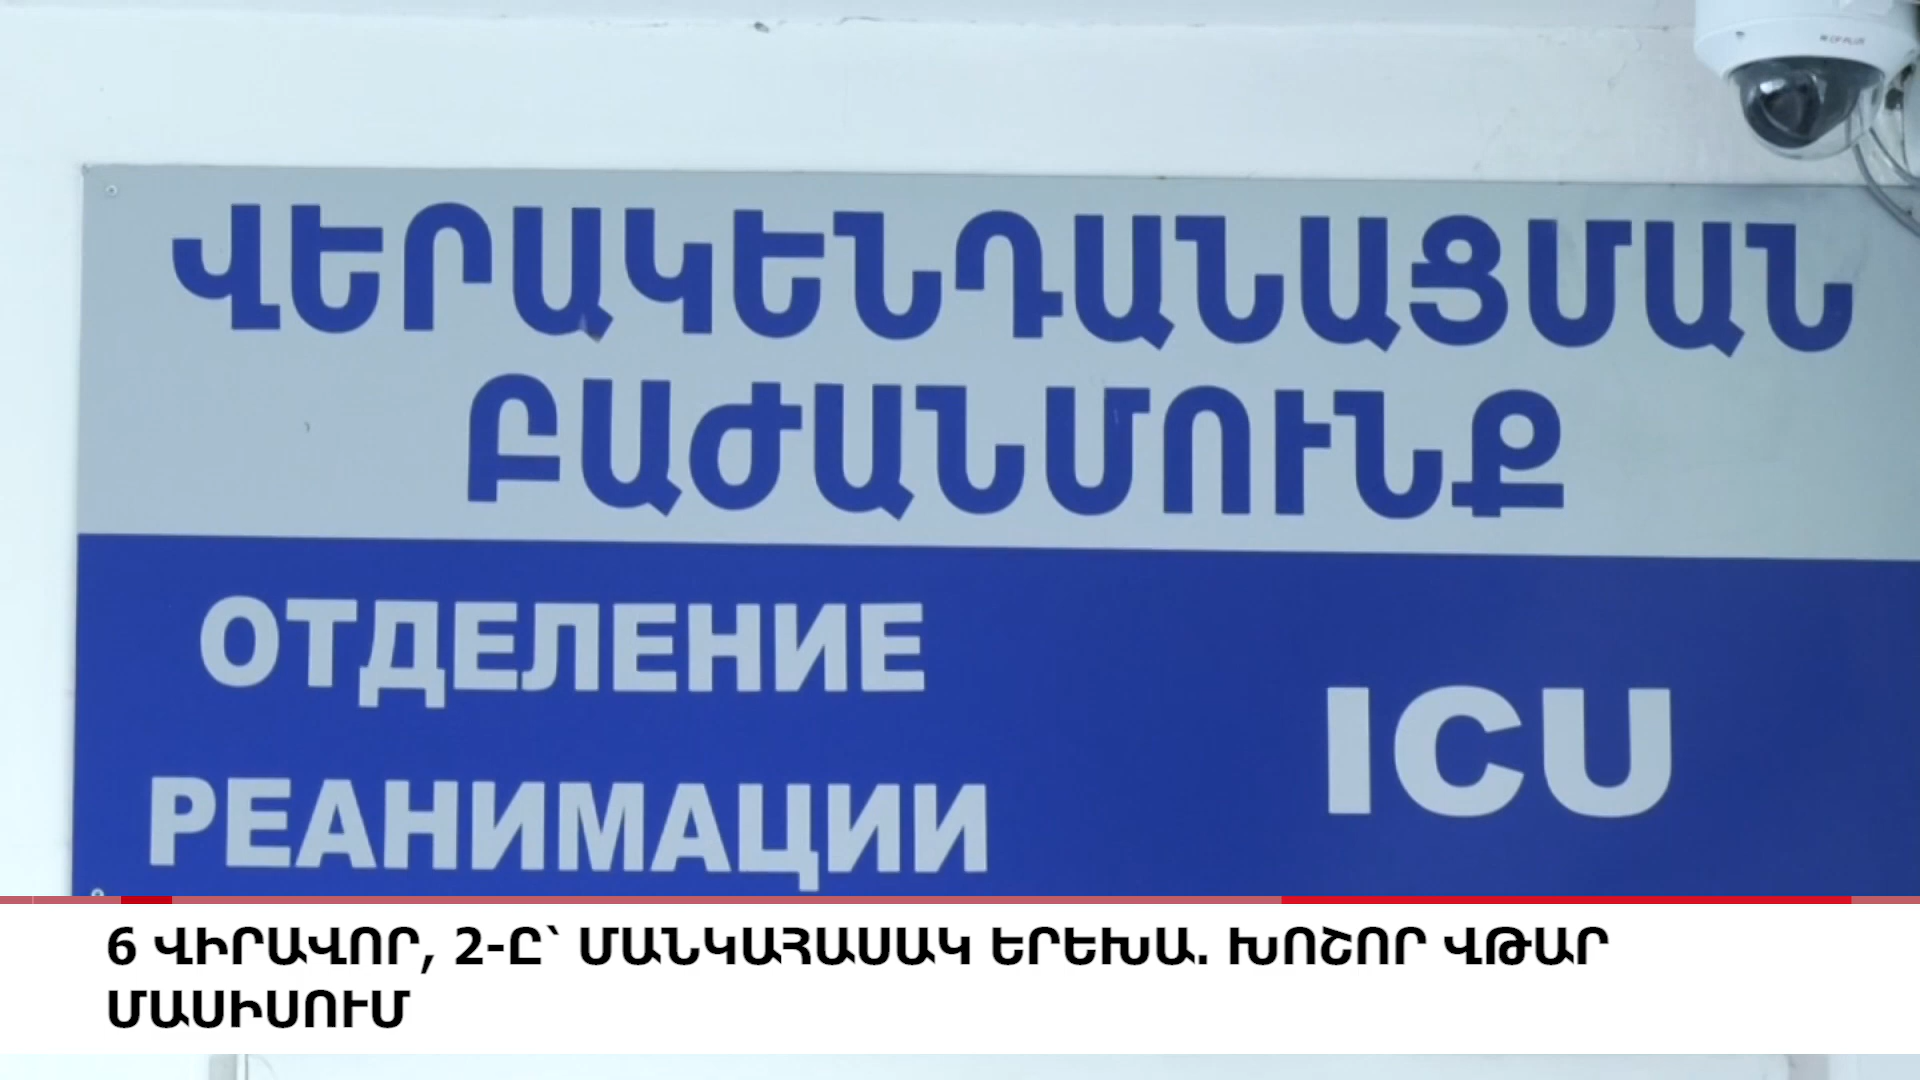 ՎԵՐԱԿԵՆԴԱՆԱՑՄԱՆ
ԲԱԺԱՆՄՈՒՆՔ
ОТДЕЛЕНИЕ
РЕАНИМАЦИИ
ICU
6 ՎԻՐԱՎՈՐ, 2-Ը՝ ՄԱՆԿԱՀԱՍԱԿ ԵՐԵԽԱ. ԽՈՇՈՐ ՎԹԱՐ
ՄԱՍԻՍՈՒՄ